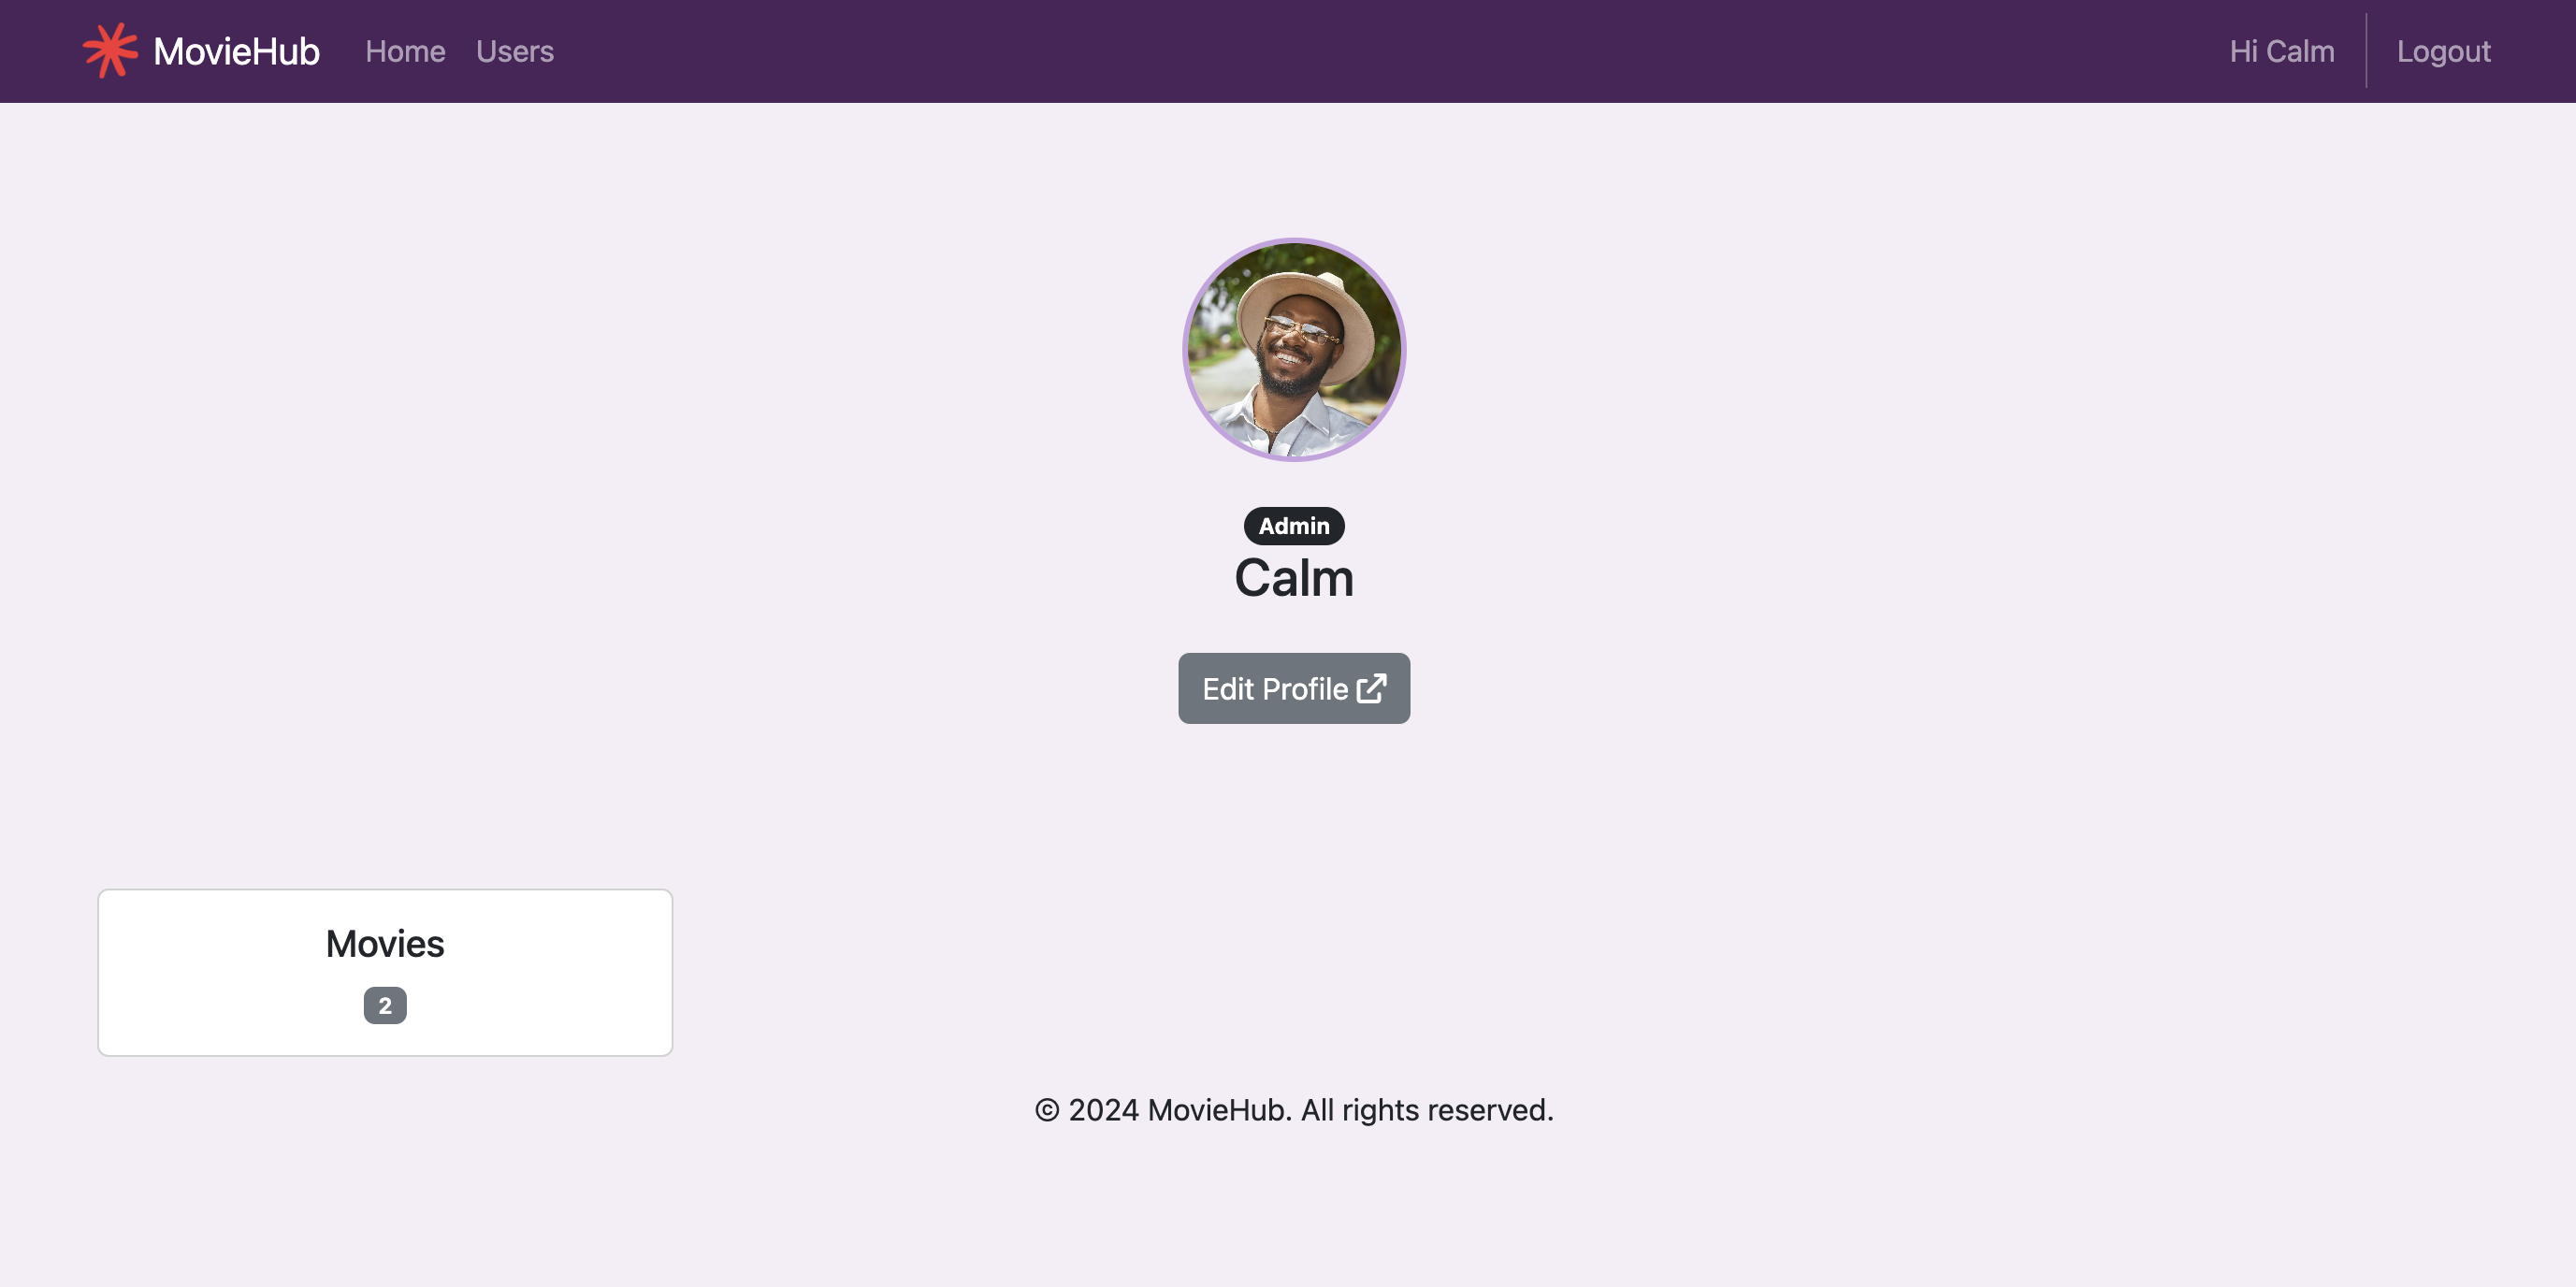 MovieHub Home Users Hi Calm Logout
Admin
Calm
Edit Profile
Movies
2
© 2024 MovieHub. All rights reserved.